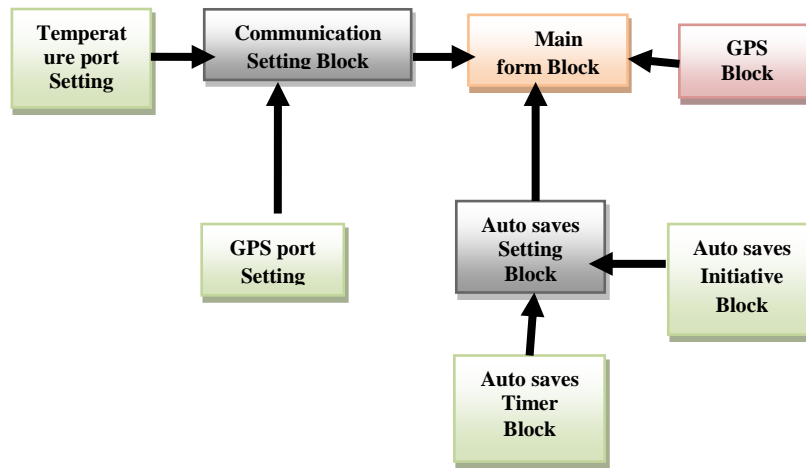 Temperat
ure port
Setting
Communication
Setting Block
Main
form Block
GPS
Block
GPS port
Setting
Auto saves
Setting
Block
Auto saves
Initiative
Block
Auto saves
Timer
Block